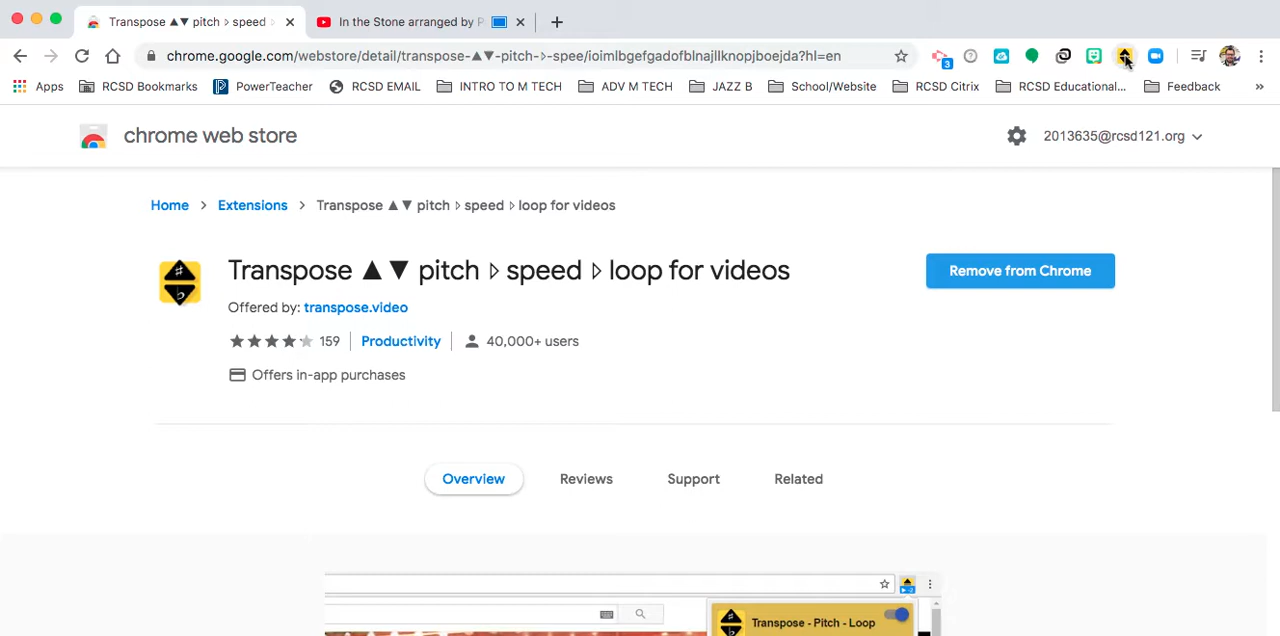 Transpose ▲▼ pitch ▹ speed
In the Stone arranged by P
chrome.google.com/webstore/detail/transpose-▲▼-pitch-▹-spee/ioimlbgefgadofblnajllknopjboejda?hl=en
3
Apps RCSD Bookmarks PowerTeacher RCSD EMAIL INTRO TO M TECH ADV M TECH JAZZ B School/Website RCSD Citrix RCSD Educational... Feedback »
chrome web store
2013635@rcsd121.org
Home > Extensions > Transpose ▲▼ pitch ▹ speed ▹ loop for videos
Transpose ▲▼ pitch ▹ speed ▹ loop for videos
Remove from Chrome
Offered by: transpose.video
159 Productivity 40,000+ users
Offers in-app purchases
Overview Reviews Support Related
Transpose - Pitch - Loop